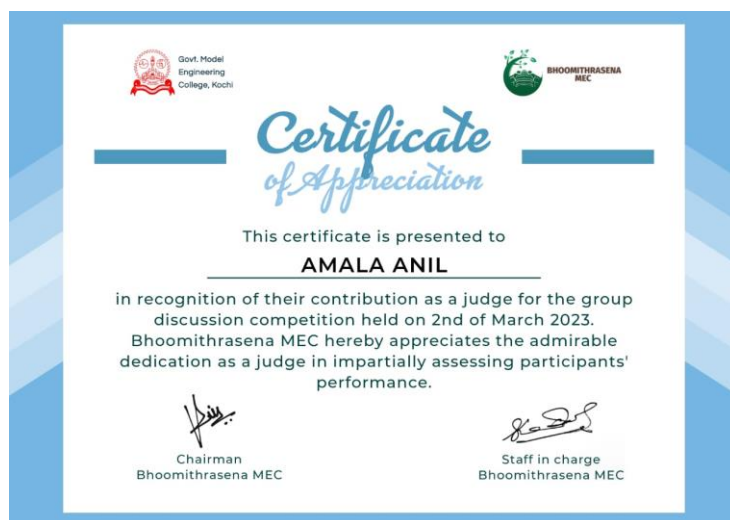 Govt. Model
Engineering
College, Kochi
BHOOMITHRASENA
MEC
Certificate
of Appreciation
This certificate is presented to
AMALA ANIL
in recognition of their contribution as a judge for the group
discussion competition held on 2nd of March 2023.
Bhoomithrasena MEC hereby appreciates the admirable
dedication as a judge in impartially assessing participants'
performance.
Chairman
Bhoomithrasena MEC
Staff in charge
Bhoomithrasena MEC